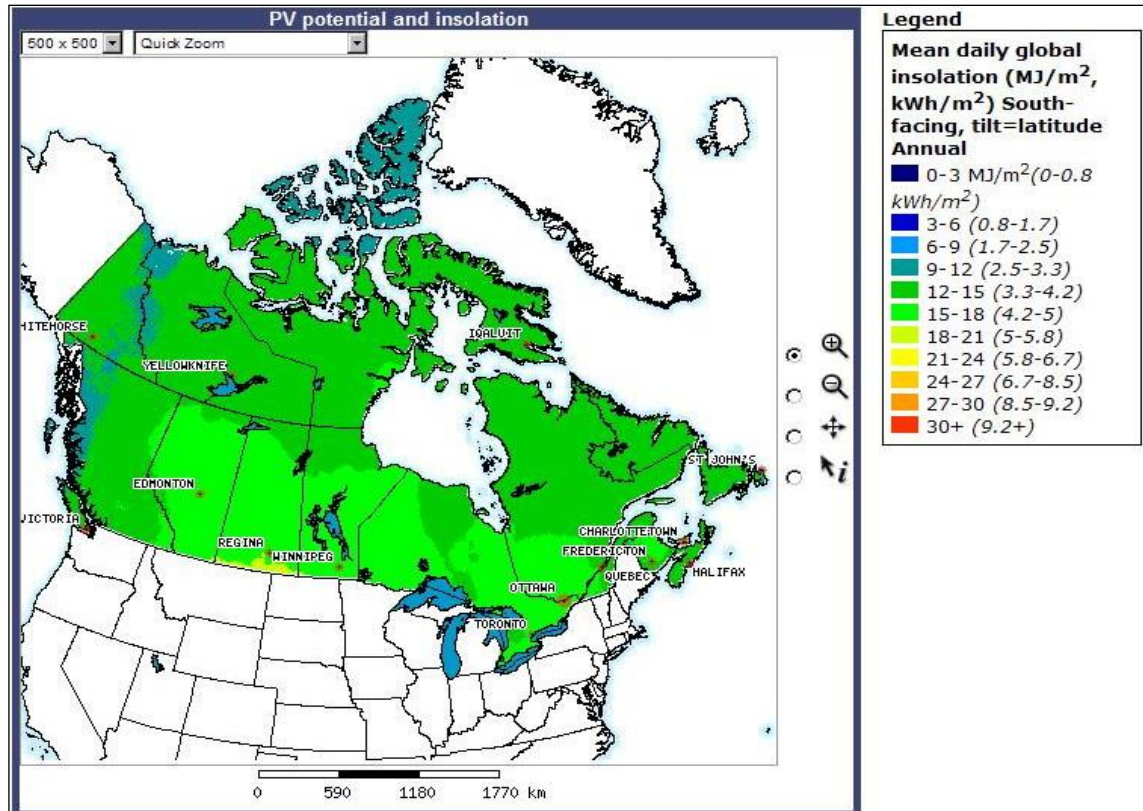 PV potential and insolation
500 x 500
Quick Zoom
HITEHORSE
YELLOWKNIFE
IQALUIT
EDMONTON
ST JOHN'S
VICTORIA
REGINA
WINNIPEG
CHARLOTTETOWN
FREDERICTON
QUEBEC
HALIFAX
OTTAWA
TORONTO
0 590 1180 1770 km
i
Legend
Mean daily global
insolation (MJ/m², 
kWh/m²) South-
facing, tilt=latitude
Annual
0-3 MJ/m²(0-0.8
kWh/m²)
3-6 (0.8-1.7)
6-9 (1.7-2.5)
9-12 (2.5-3.3)
12-15 (3.3-4.2)
15-18 (4.2-5)
18-21 (5-5.8)
21-24 (5.8-6.7)
24-27 (6.7-8.5)
27-30 (8.5-9.2)
30+ (9.2+)